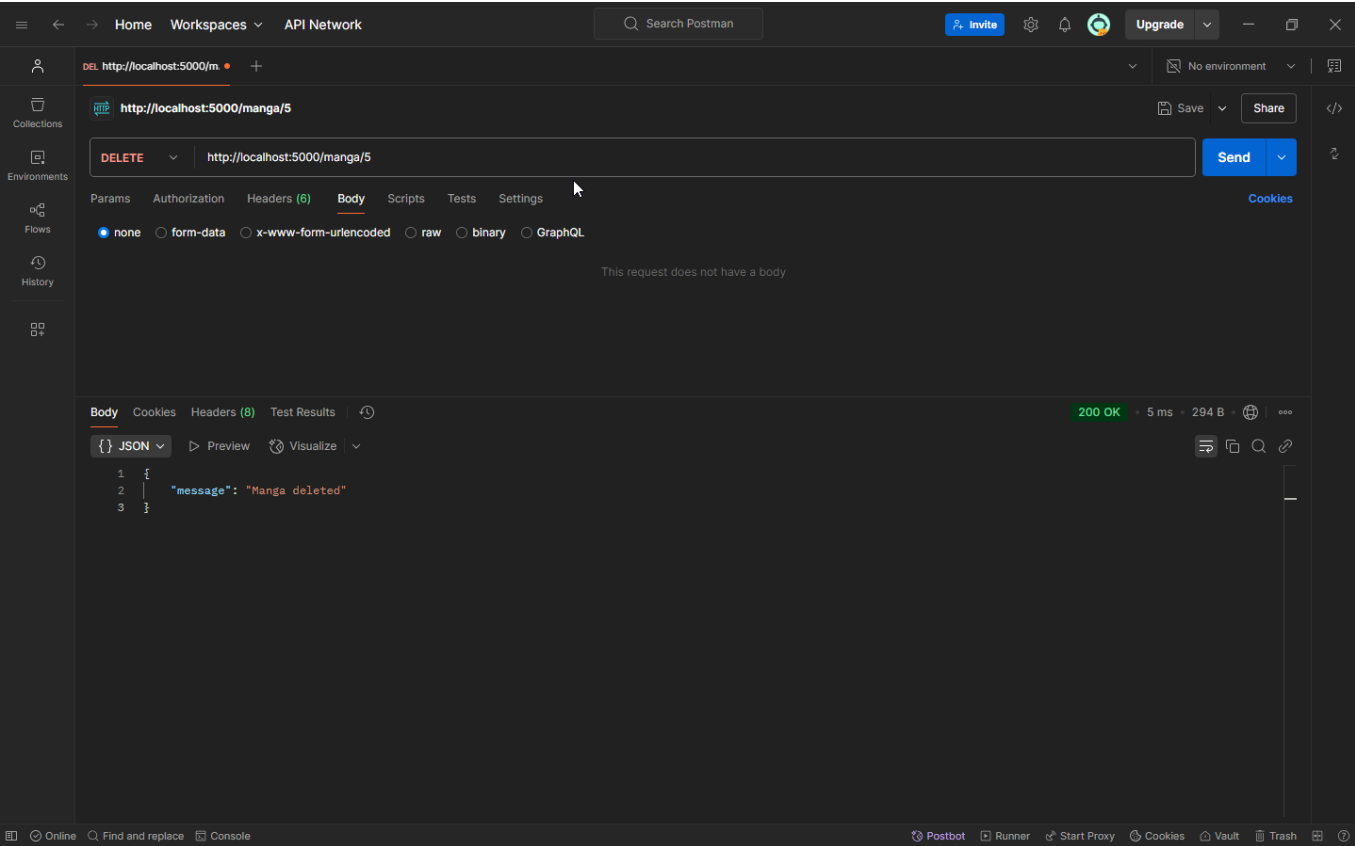 Home Workspaces API Network Search Postman Invite Upgrade
DEL http://localhost:5000/m. No environment
HTTP http://localhost:5000/manga/5 Save Share
Collections
DELETE http://localhost:5000/manga/5 Send
Environments
Params Authorization Headers (6) Body Scripts Tests Settings Cookies
Flows
none form-data x-www-form-urlencoded raw binary GraphQL
This request does not have a body
History
Body Cookies Headers (8) Test Results 200 OK • 5 ms • 294 B
{ } JSON Preview Visualize
1 {
2 "message": "Manga deleted"
3 }
Online Find and replace Console Postbot Runner Start Proxy Cookies Vault Trash